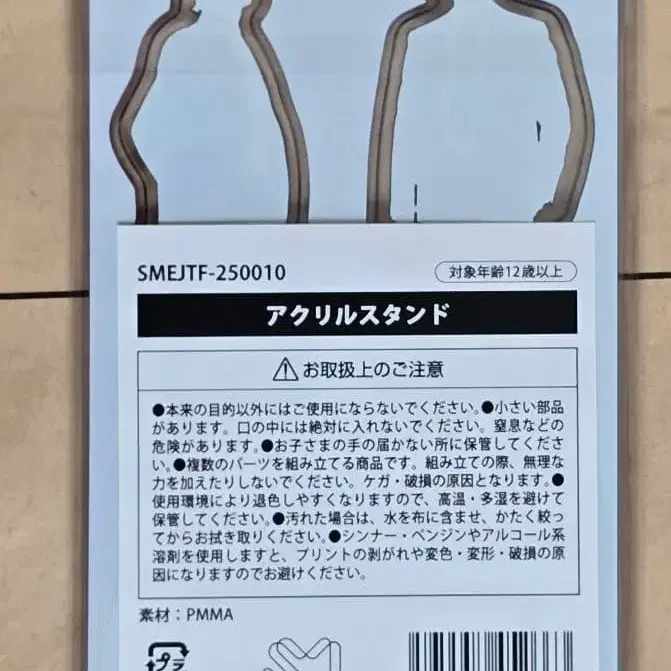 SMEJTF-250010
対象年齢12歳以上
アクリルスタンド
お取扱上のご注意
●本来の目的以外にはご使用にならないでください。●小さい部品
があります。口の中には絶対に入れないでください。窒息などの
危険があります。●お子さまの手の届かない所に保管してくださ
い。●複数のパーツを組み立てる商品です。組み立ての際、無理な
力を加えたりしないでください。ケガ・破損の原因となります。●
使用環境により退色しやすくなりますので、高温・多湿を避けて
保管してください。●汚れた場合は、水を布に含ませ、かたく絞っ
てからお拭き取りください。●シンナー・ベンジンやアルコール系
溶剤を使用しますと、プリントの剥がれや変色・変形・破損の原
因になりますのでお避けください。
素材：PMMA
プラ